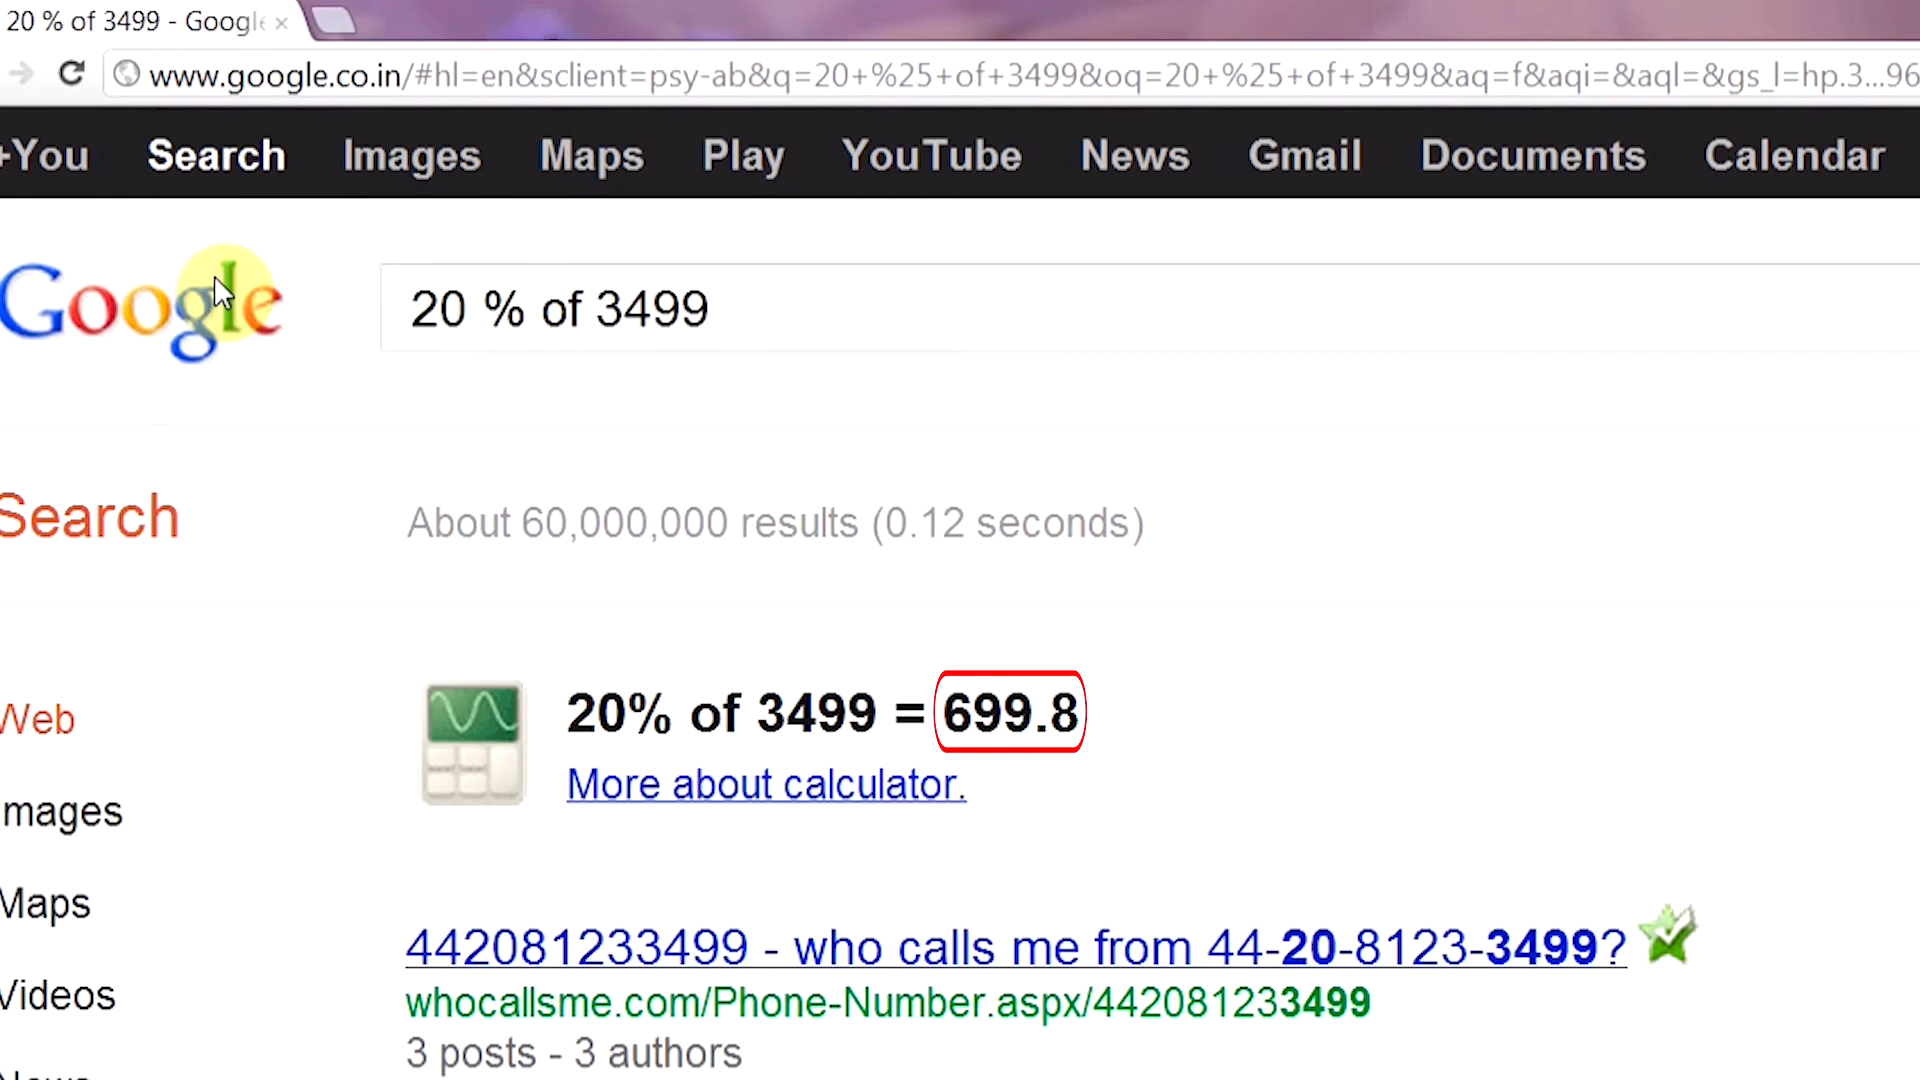 20 % of 3499 - Google
www.google.co.in/#hl=en&sclient=psy-ab&q=20+%25+of+3499&oq=20+%25+of+3499&aq=f&aqi=&aql=&gs_l=hp.3...96
+You Search Images Maps Play YouTube News Gmail Documents Calendar
Google
20 % of 3499
Search
About 60,000,000 results (0.12 seconds)
20% of 3499 = 699.8
More about calculator.
Web
Images
Maps
Videos
News
442081233499 - who calls me from 44-20-8123-3499?
whocallsme.com/Phone-Number.aspx/442081233499
3 posts - 3 authors